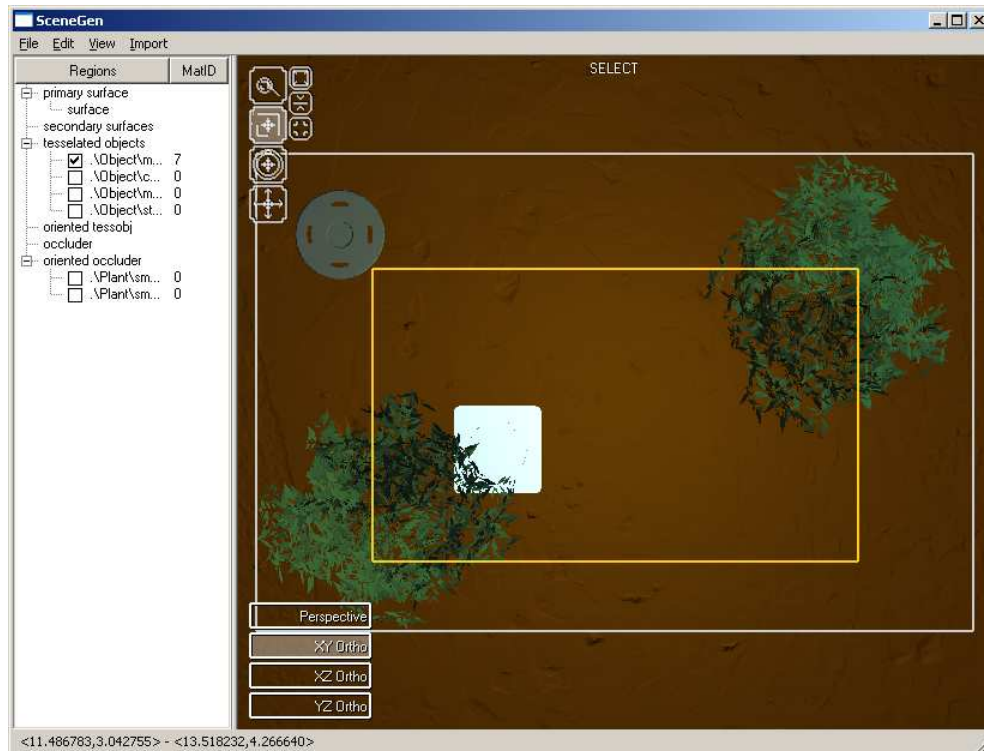 SceneGen
File Edit View Import
Regions MatID
SELECT
primary surface
surface
secondary surfaces
tesselated objects
.\Object\m... 7
.\Object\c... 0
.\Object\m... 0
.\Object\st... 0
oriented tessobj
occluder
oriented occluder
.\Plant\sm... 0
.\Plant\sm... 0
Perspective
XY Ortho
XZ Ortho
YZ Ortho
<11.486783,3.042755> - <13.518232,4.266640>